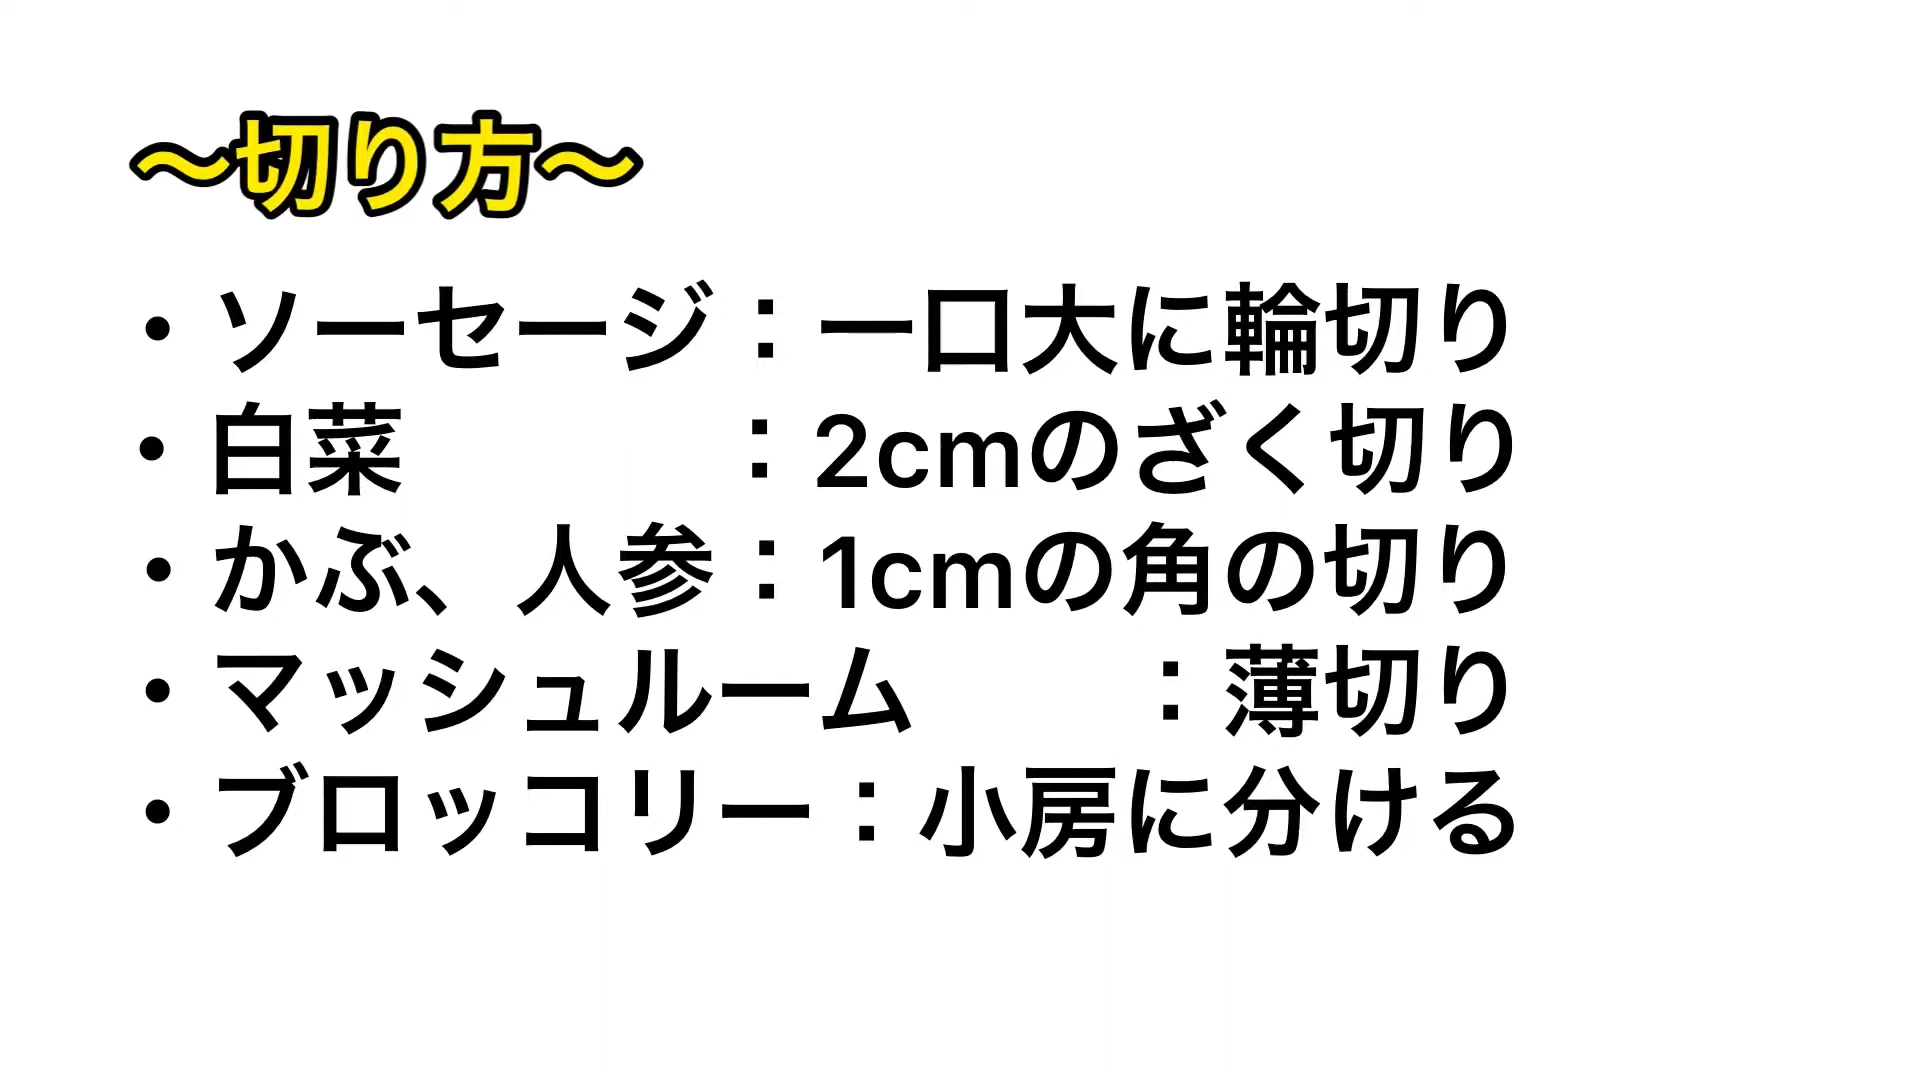 〜切り方〜
・ソーセージ：一口大に輪切り
・白菜　　　：2cmのざく切り
・かぶ、人参：1cmの角の切り
・マッシュルーム　　：薄切り
・ブロッコリー：小房に分ける